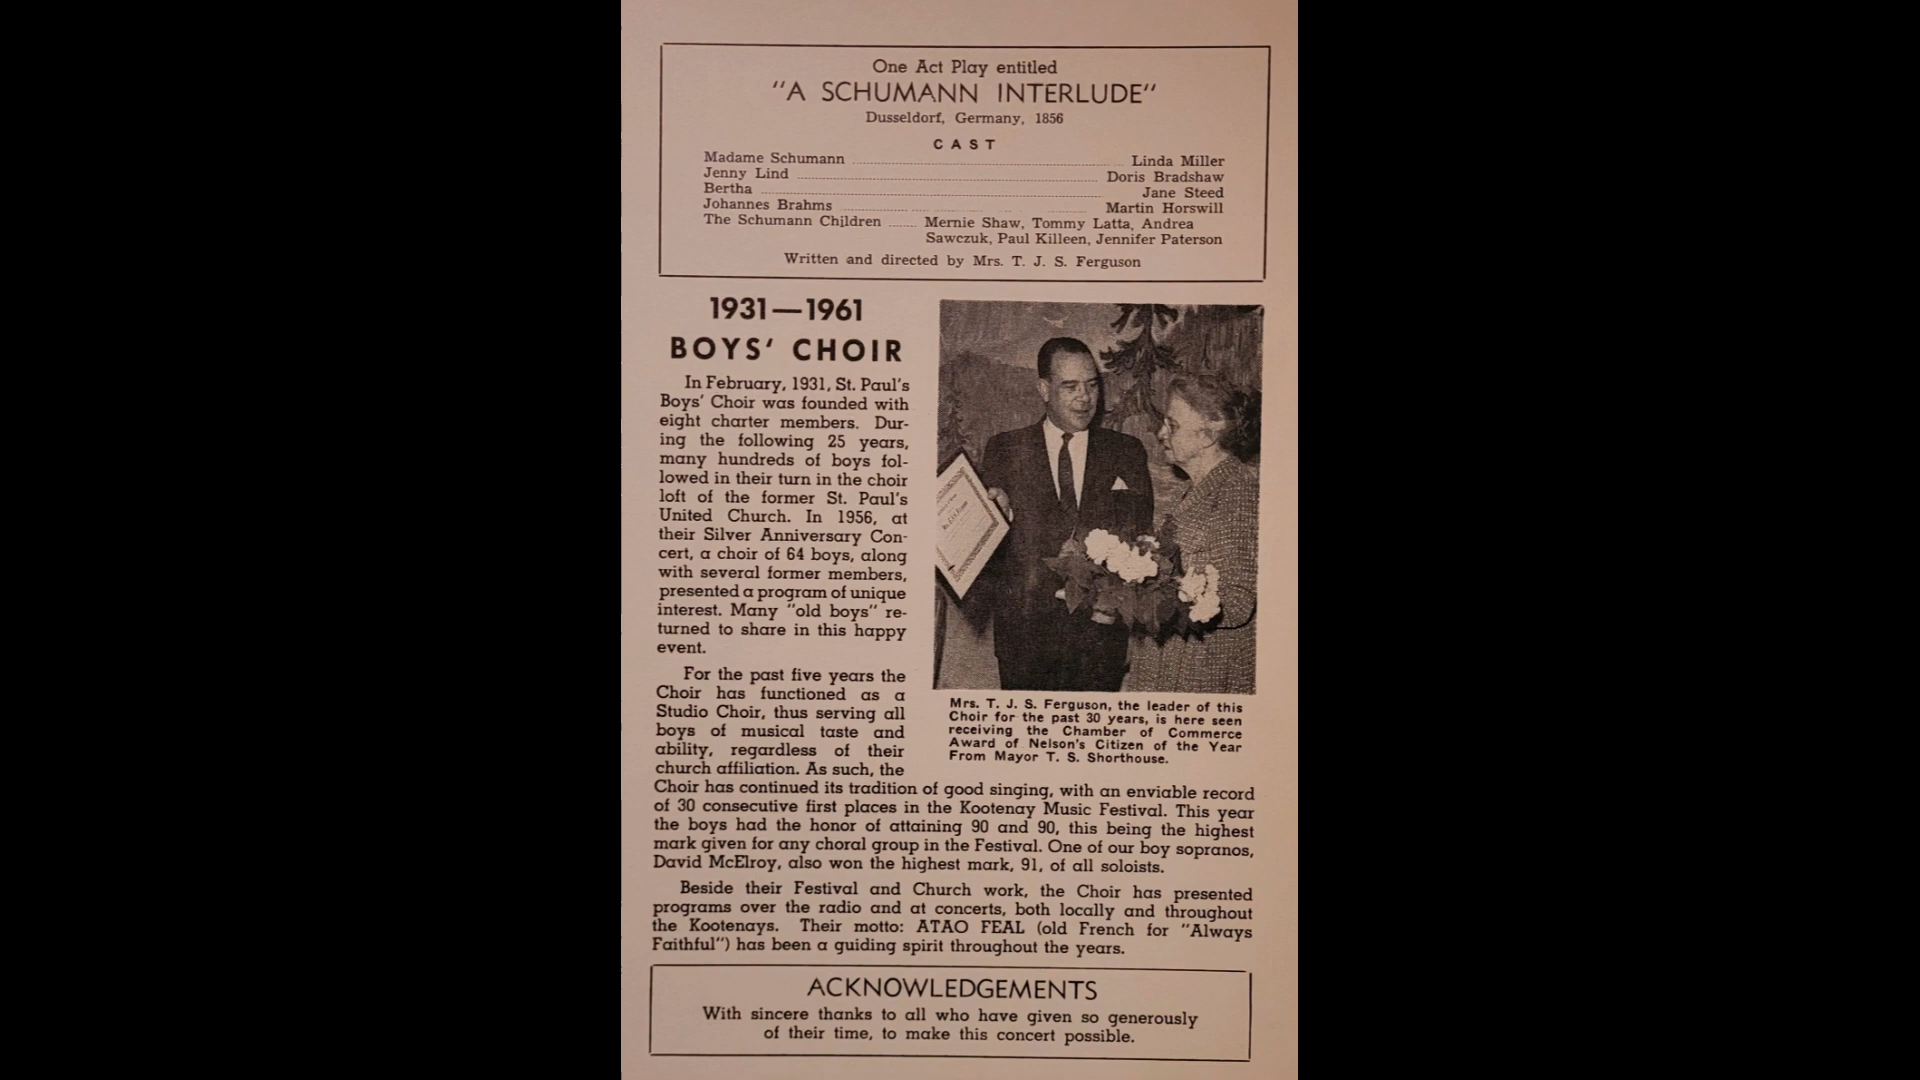 One Act Play entitled
"A SCHUMANN INTERLUDE"
Dusseldorf, Germany, 1856
CAST
Madame Schumann ........ Linda Miller
Jenny Lind ........ Doris Bradshaw
Bertha ........ Jane Steed
Johannes Brahms ........ Martin Horswill
The Schumann Children ........ Mernie Shaw, Tommy Latta, Andrea
Sawczuk, Paul Killeen, Jennifer Paterson
Written and directed by Mrs. T. J. S. Ferguson
1931—1961
BOYS' CHOIR
In February, 1931, St. Paul's
Boys' Choir was founded with
eight charter members. Dur-
ing the following 25 years,
many hundreds of boys fol-
lowed in their turn in the choir
loft of the former St. Paul's
United Church. In 1956, at
their Silver Anniversary Con-
cert, a choir of 64 boys, along
with several former members,
presented a program of unique
interest. Many "old boys" re-
turned to share in this happy
event.
For the past five years the
Choir has functioned as a
Studio Choir, thus serving all
boys of musical taste and
ability, regardless of their
church affiliation. As such, the
Choir has continued its tradition of good singing, with an enviable record
of 30 consecutive first places in the Kootenay Music Festival. This year
the boys had the honor of attaining 90 and 90, this being the highest
mark given for any choral group in the Festival. One of our boy sopranos,
David McElroy, also won the highest mark, 91, of all soloists.
Beside their Festival and Church work, the Choir has presented
programs over the radio and at concerts, both locally and throughout
the Kootenays. Their motto: ATAO FEAL (old French for "Always
Faithful") has been a guiding spirit throughout the years.
Mrs. T. J. S. Ferguson, the leader of this
Choir for the past 30 years, is here seen
receiving the Chamber of Commerce
Award of Nelson's Citizen of the Year
From Mayor T. S. Shorthouse.
ACKNOWLEDGEMENTS
With sincere thanks to all who have given so generously
of their time, to make this concert possible.